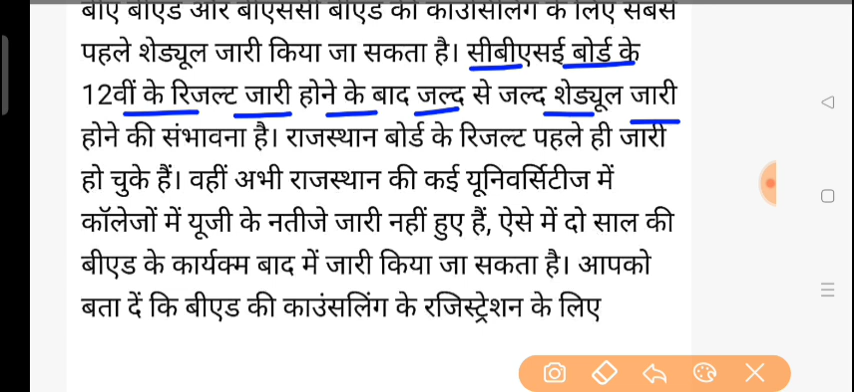 बीए बीएड और बीएससी बीएड की काउंसिलिंग के लिए सबसे
पहले शेड्यूल जारी किया जा सकता है। सीबीएसई बोर्ड के
12वीं के रिजल्ट जारी होने के बाद जल्द से जल्द शेड्यूल जारी
होने की संभावना है। राजस्थान बोर्ड के रिजल्ट पहले ही जारी
हो चुके हैं। वहीं अभी राजस्थान की कई यूनिवर्सिटीज में
कॉलेजों में यूजी के नतीजे जारी नहीं हुए हैं, ऐसे में दो साल की
बीएड के कार्यक्म बाद में जारी किया जा सकता है। आपको
बता दें कि बीएड की काउंसलिंग के रजिस्ट्रेशन के लिए